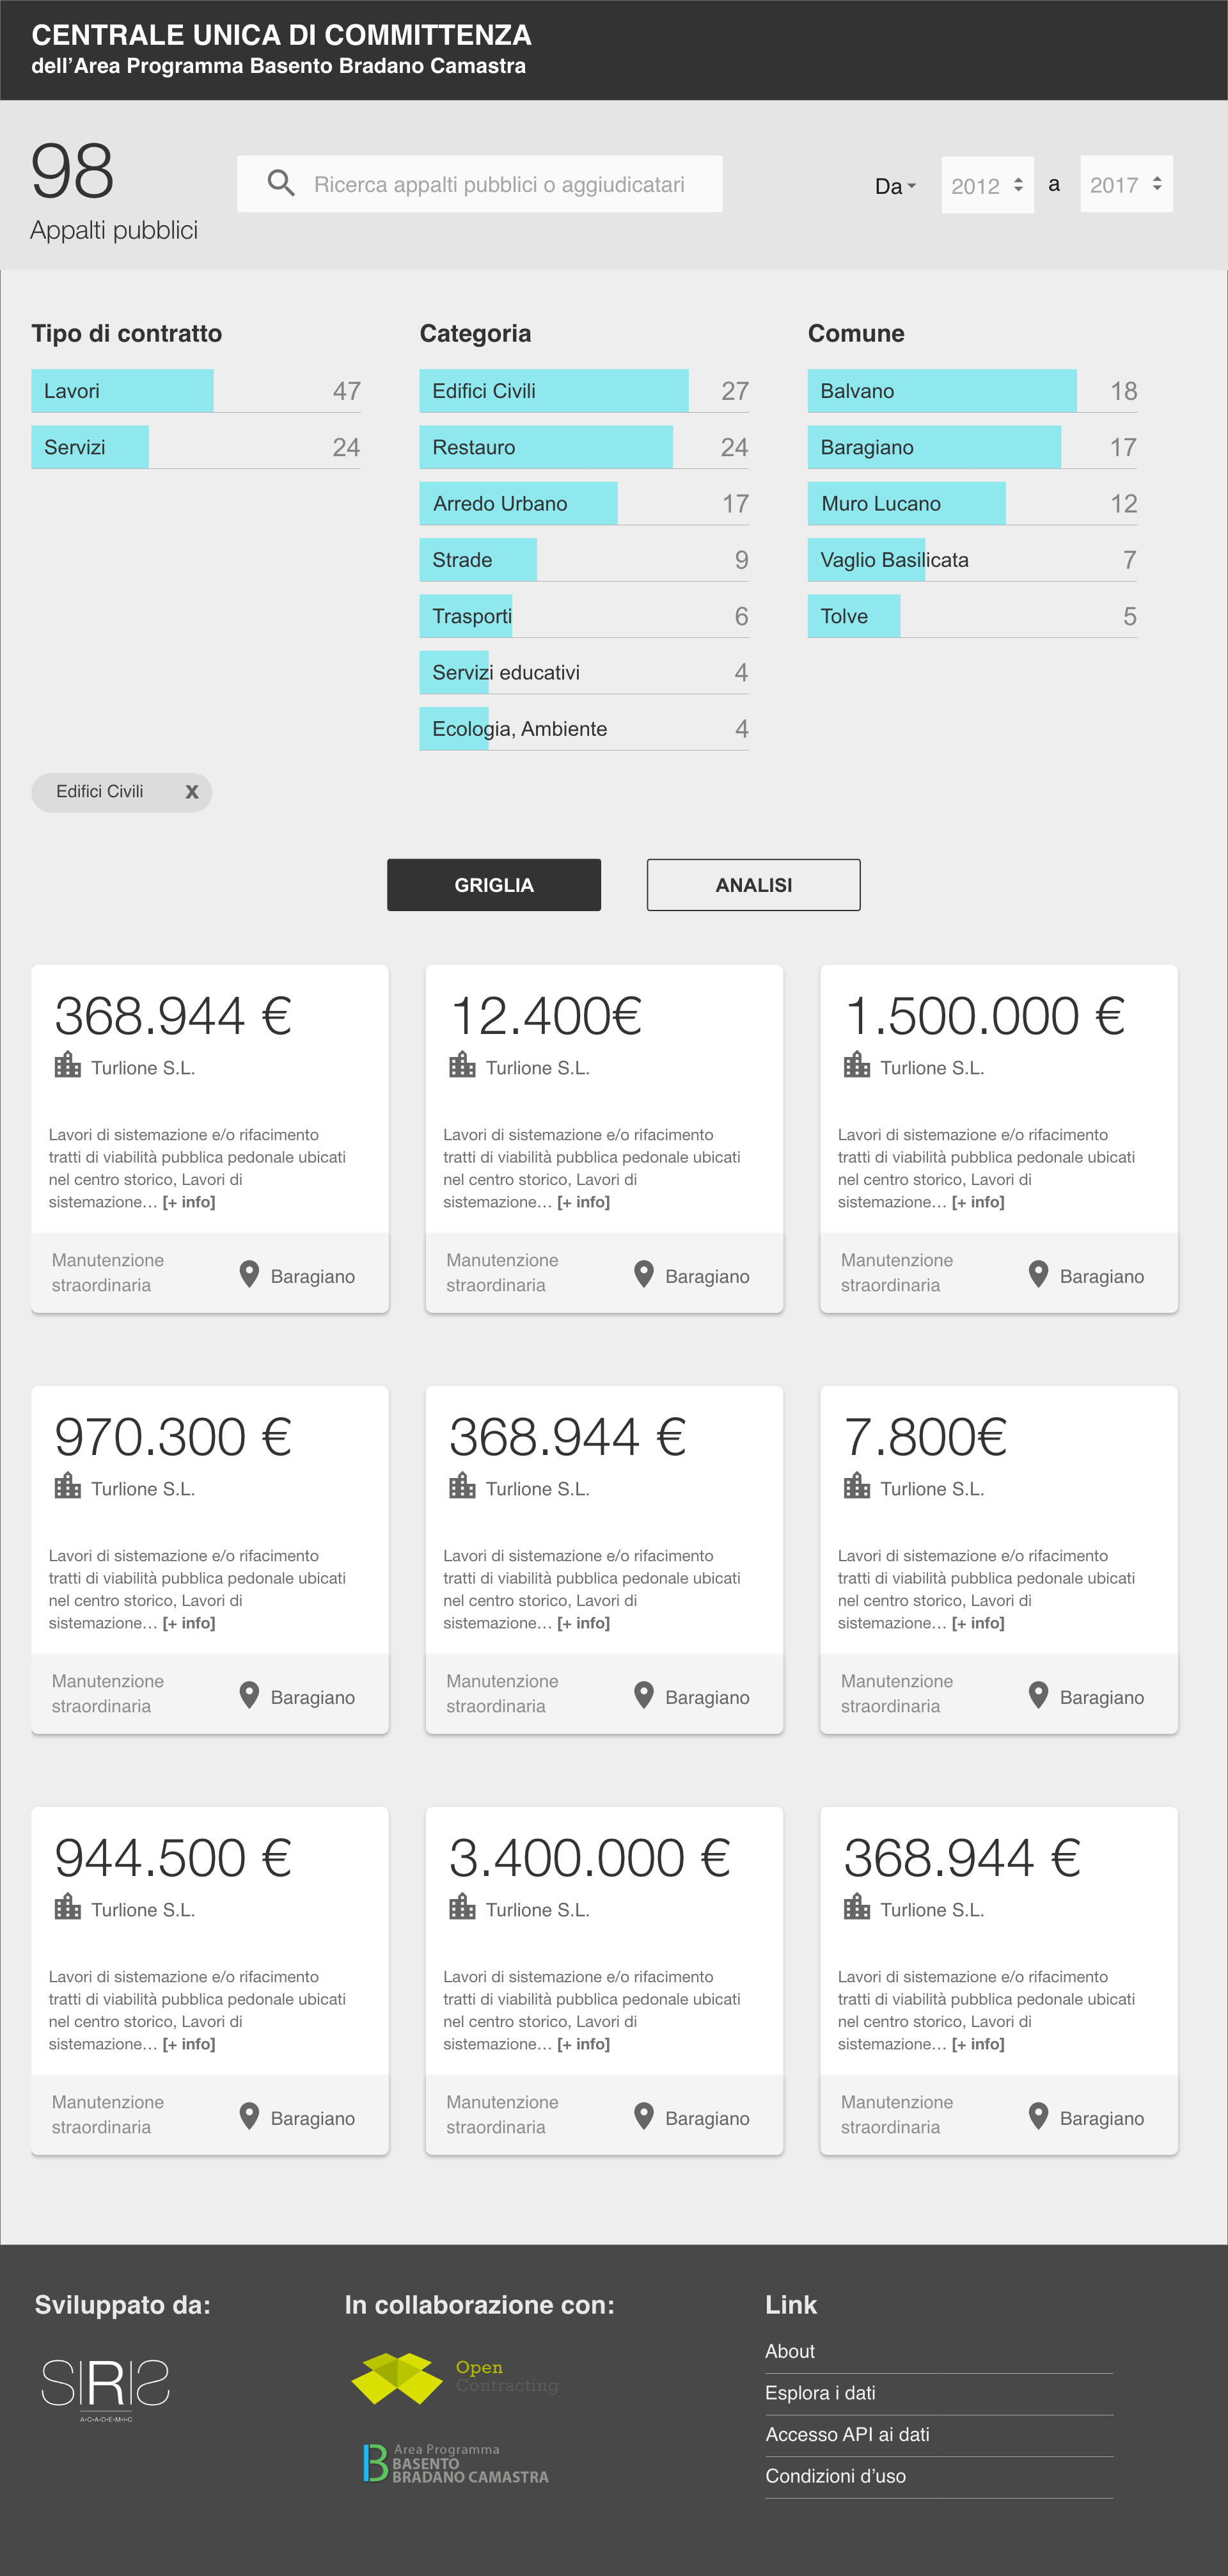 CENTRALE UNICA DI COMMITTENZA
dell'Area Programma Basento Bradano Camastra
98
Appalti pubblici
Ricerca appalti pubblici o aggiudicatari
Da 2012 a 2017
Tipo di contratto
Lavori 47
Servizi 24
Categoria
Edifici Civili 27
Restauro 24
Arredo Urbano 17
Strade 9
Trasporti 6
Servizi educativi 4
Ecologia, Ambiente 4
Comune
Balvano 18
Baragiano 17
Muro Lucano 12
Vaglio Basilicata 7
Tolve 5
Edifici Civili x
GRIGLIA
ANALISI
368.944 €
Turlione S.L.
Lavori di sistemazione e/o rifacimento
tratti di viabilità pubblica pedonale ubicati
nel centro storico, Lavori di
sistemazione… [+ info]
Manutenzione
straordinaria
Baragiano
12.400€
Turlione S.L.
Lavori di sistemazione e/o rifacimento
tratti di viabilità pubblica pedonale ubicati
nel centro storico, Lavori di
sistemazione… [+ info]
Manutenzione
straordinaria
Baragiano
1.500.000 €
Turlione S.L.
Lavori di sistemazione e/o rifacimento
tratti di viabilità pubblica pedonale ubicati
nel centro storico, Lavori di
sistemazione… [+ info]
Manutenzione
straordinaria
Baragiano
970.300 €
Turlione S.L.
Lavori di sistemazione e/o rifacimento
tratti di viabilità pubblica pedonale ubicati
nel centro storico, Lavori di
sistemazione… [+ info]
Manutenzione
straordinaria
Baragiano
368.944 €
Turlione S.L.
Lavori di sistemazione e/o rifacimento
tratti di viabilità pubblica pedonale ubicati
nel centro storico, Lavori di
sistemazione… [+ info]
Manutenzione
straordinaria
Baragiano
7.800€
Turlione S.L.
Lavori di sistemazione e/o rifacimento
tratti di viabilità pubblica pedonale ubicati
nel centro storico, Lavori di
sistemazione… [+ info]
Manutenzione
straordinaria
Baragiano
944.500 €
Turlione S.L.
Lavori di sistemazione e/o rifacimento
tratti di viabilità pubblica pedonale ubicati
nel centro storico, Lavori di
sistemazione… [+ info]
Manutenzione
straordinaria
Baragiano
3.400.000 €
Turlione S.L.
Lavori di sistemazione e/o rifacimento
tratti di viabilità pubblica pedonale ubicati
nel centro storico, Lavori di
sistemazione… [+ info]
Manutenzione
straordinaria
Baragiano
368.944 €
Turlione S.L.
Lavori di sistemazione e/o rifacimento
tratti di viabilità pubblica pedonale ubicati
nel centro storico, Lavori di
sistemazione… [+ info]
Manutenzione
straordinaria
Baragiano
Sviluppato da:
S|R|S
A•C•A•D•E•M•I•C
In collaborazione con:
Open
Contracting
B
Area Programma
BASENTO
BRADANO CAMASTRA
Link
About
Esplora i dati
Accesso API ai dati
Condizioni d'uso